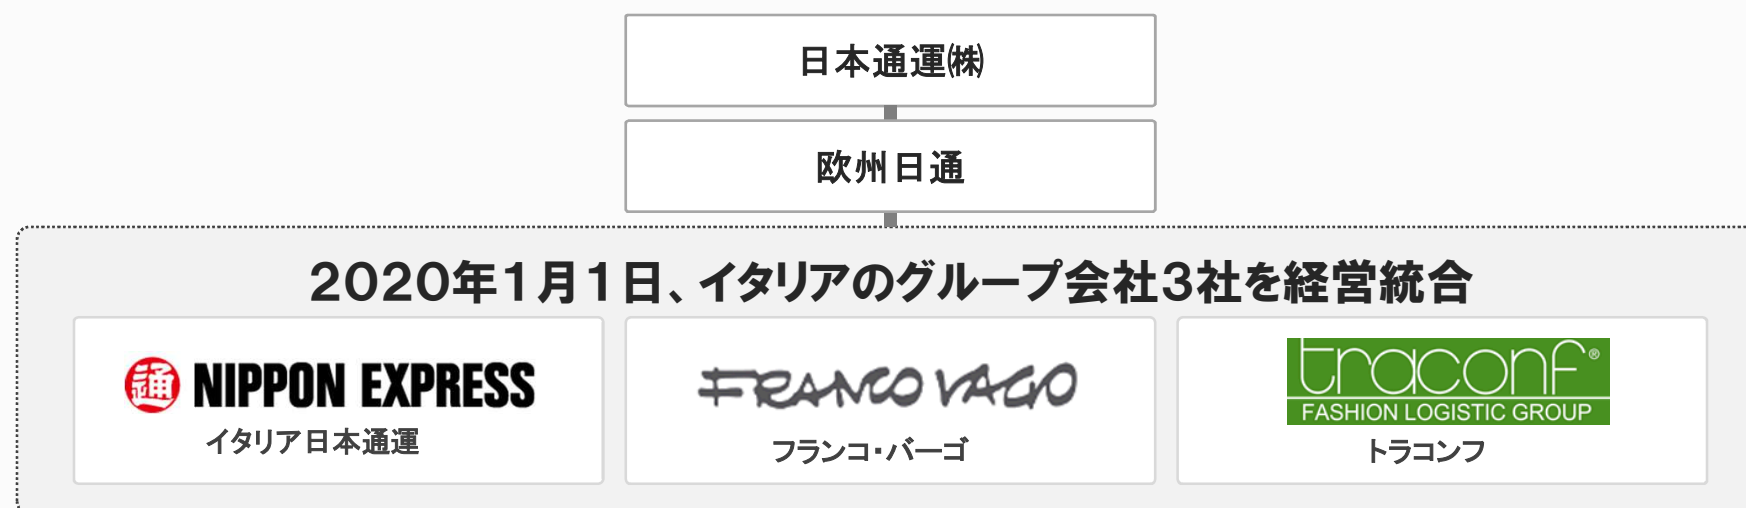 日本通運㈱
欧州日通
2020年1月1日、イタリアのグループ会社3社を経営統合
通 NIPPON EXPRESS
イタリア日本通運
FRANCO VAGO
フランコ・バーゴ
traconf®
FASHION LOGISTIC GROUP
トラコンフ